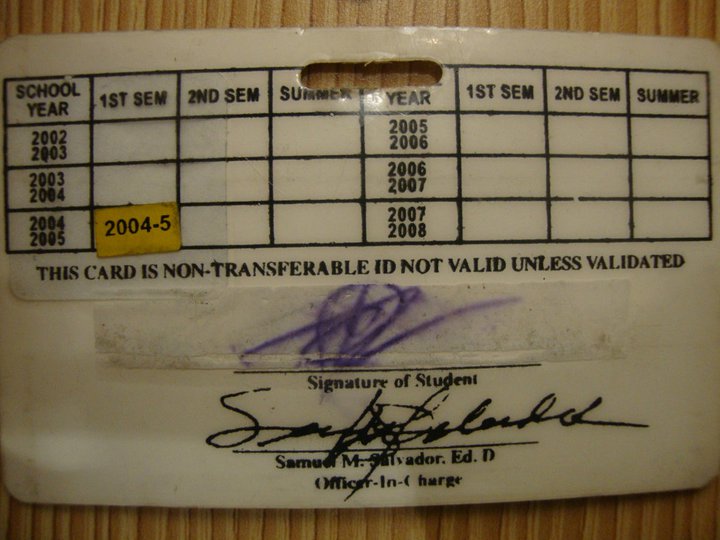 SCHOOL YEAR 1ST SEM 2ND SEM SUMMER YEAR 1ST SEM 2ND SEM SUMMER
2002 2003 2005 2006
2003 2004 2006 2007
2004 2005 2004-5 2007 2008
THIS CARD IS NON-TRANSFERABLE ID NOT VALID UNLESS VALIDATED
Signature of Student
Samuel M. Salvador. Ed. D
Officer-In-Charge